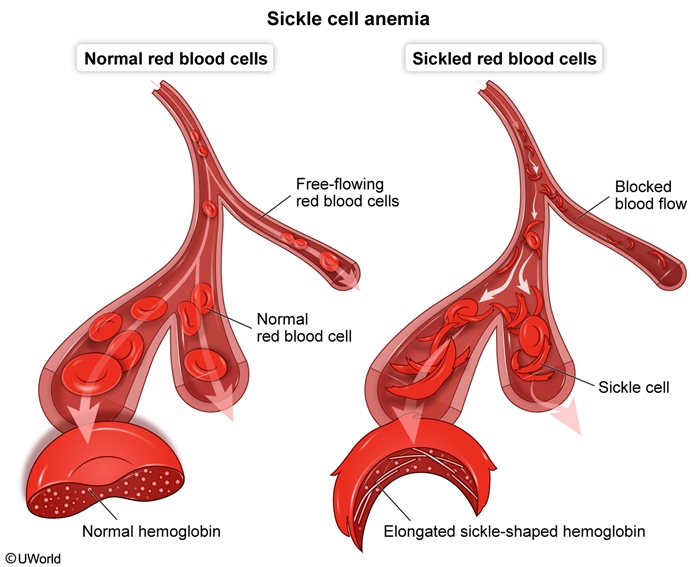 Sickle cell anemia
Normal red blood cells
Sickled red blood cells
Free-flowing
red blood cells
Blocked
blood flow
Normal
red blood cell
Sickle cell
Normal hemoglobin
Elongated sickle-shaped hemoglobin
©UWorld